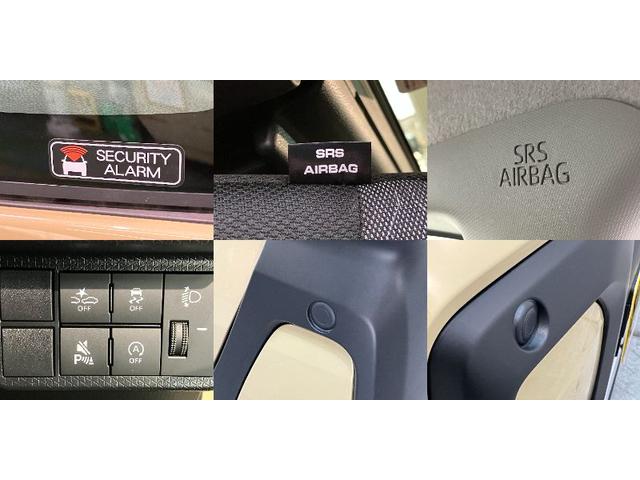 SECURITY
ALARM
SRS
AIRBAG
SRS
AIRBAG
OFF
OFF
P
A
OFF